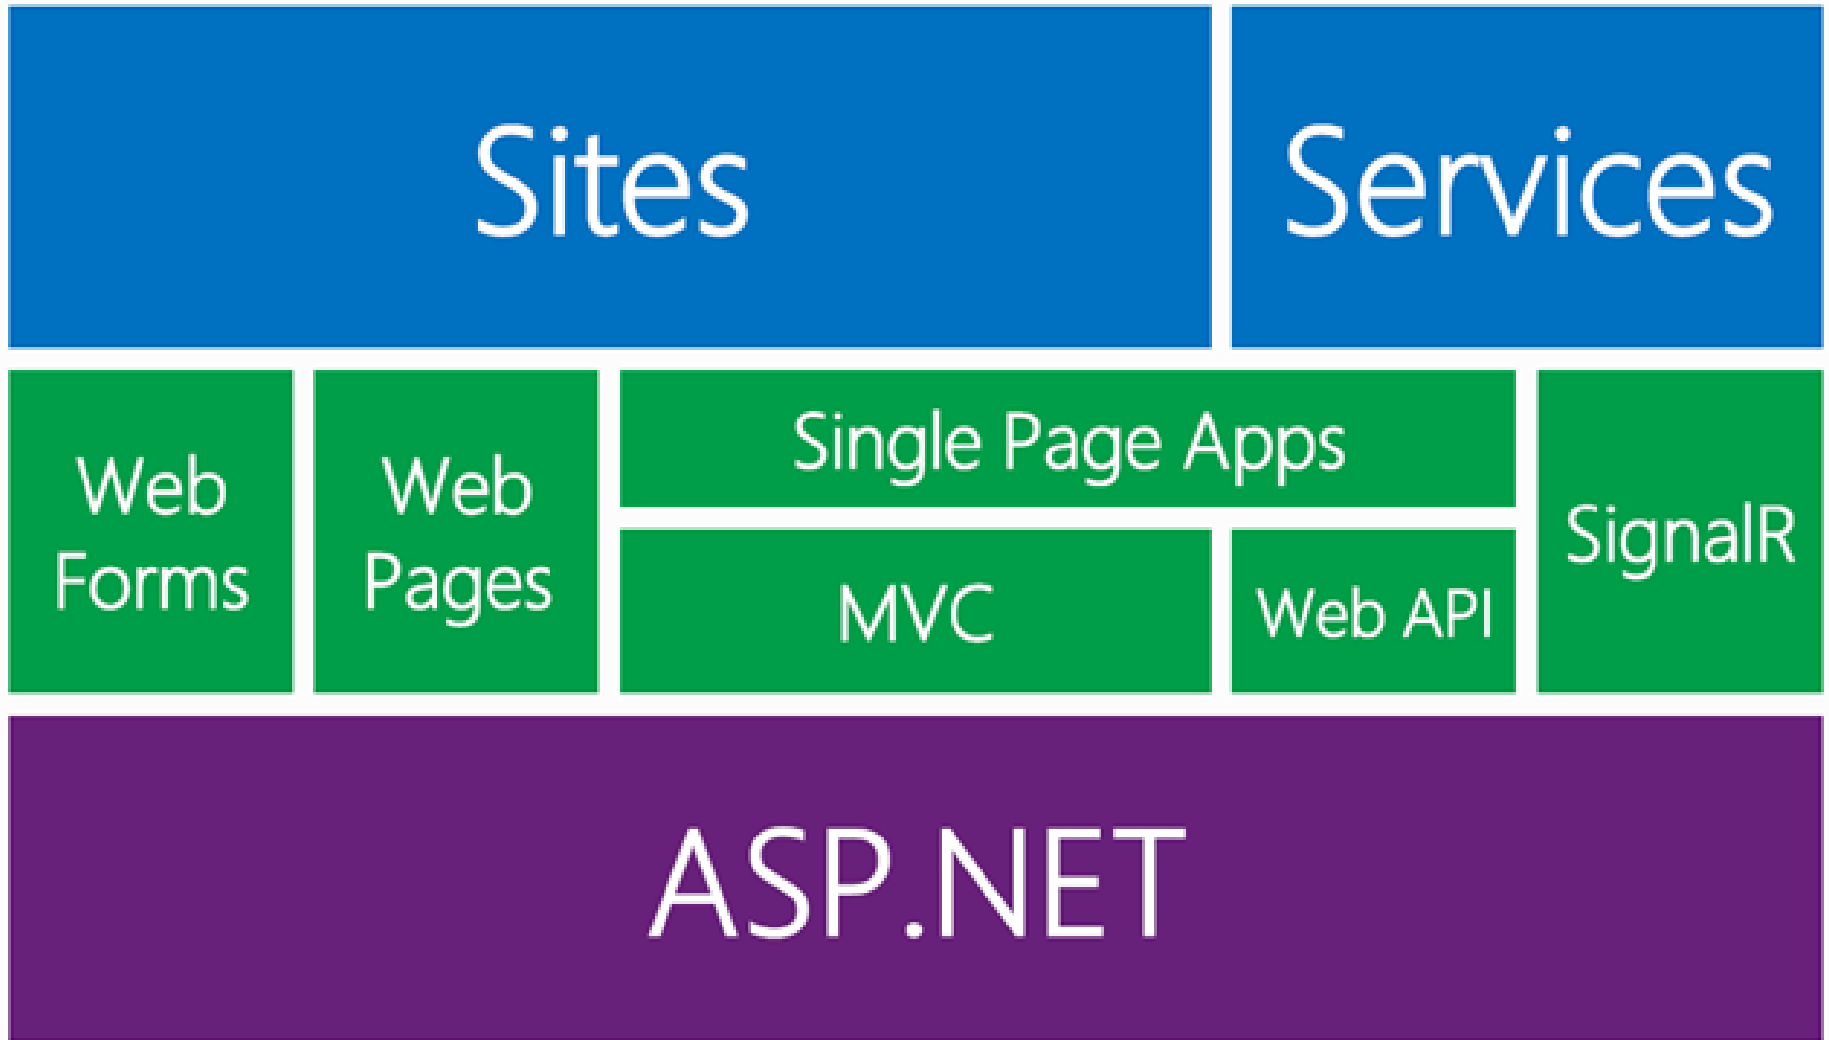 Sites
Services
Web
Forms
Web
Pages
Single Page Apps
MVC
Web API
SignalR
ASP.NET